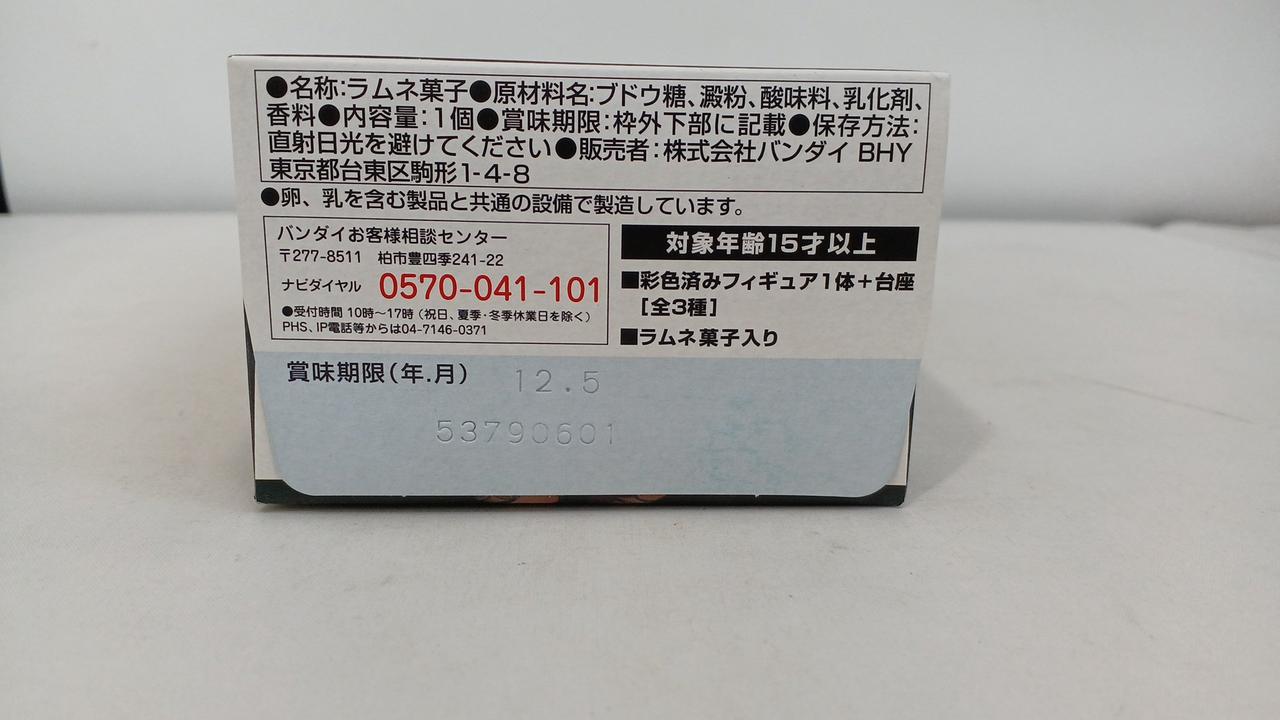 ●名称:ラムネ菓子●原材料名:ブドウ糖、澱粉、酸味料、乳化剤、
香料●内容量:1個●賞味期限:枠外下部に記載●保存方法:
直射日光を避けてください●販売者:株式会社バンダイ BHY
東京都台東区駒形1-4-8
●卵、乳を含む製品と共通の設備で製造しています。
バンダイお客様相談センター
〒277-8511 柏市豊四季241-22
ナビダイヤル 0570-041-101
●受付時間 10時〜17時(祝日、夏季・冬季休業日を除く)
PHS、IP電話等からは04-7146-0371
対象年齢15才以上
■彩色済みフィギュア1体+台座
[全3種]
■ラムネ菓子入り
賞味期限(年.月) 12.5
53790601